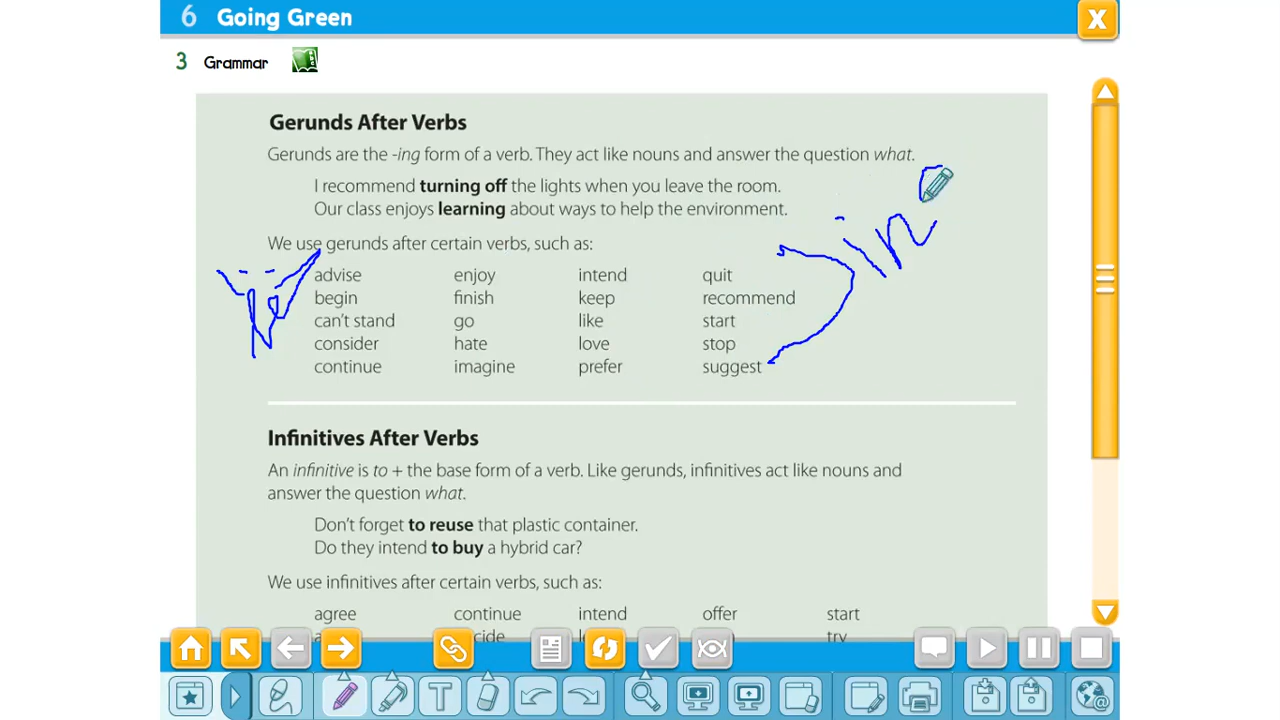 6 Going Green
X
3 Grammar
Gerunds After Verbs
Gerunds are the -ing form of a verb. They act like nouns and answer the question what.
I recommend turning off the lights when you leave the room.
Our class enjoys learning about ways to help the environment.
We use gerunds after certain verbs, such as:
advise enjoy intend quit
begin finish keep recommend
can't stand go like start
consider hate love stop
continue imagine prefer suggest
in
Infinitives After Verbs
An infinitive is to + the base form of a verb. Like gerunds, infinitives act like nouns and
answer the question what.
Don't forget to reuse that plastic container.
Do they intend to buy a hybrid car?
We use infinitives after certain verbs, such as:
agree continue intend offer start
try
T